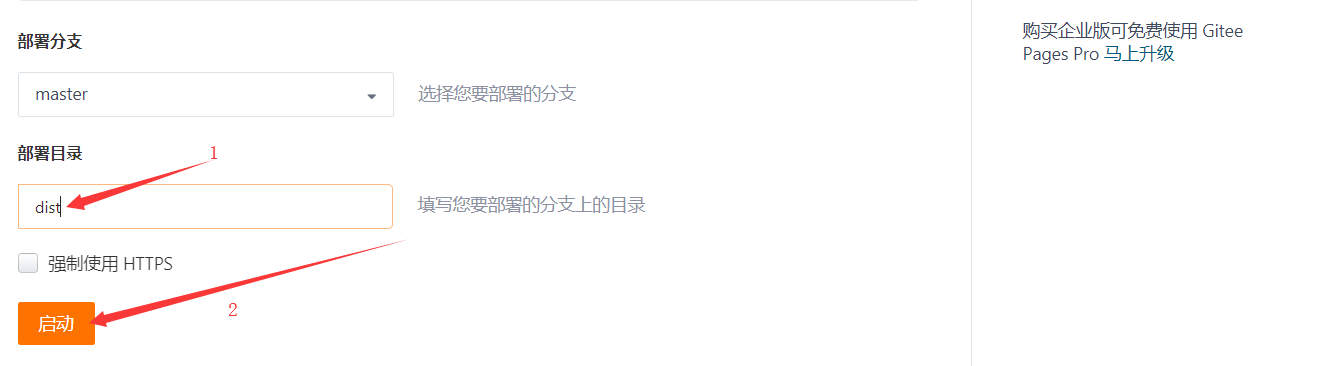 部署分支
master
选择您要部署的分支
部署目录
1
dist
填写您要部署的分支上的目录
强制使用 HTTPS
2
启动
购买企业版可免费使用 Gitee
Pages Pro 马上升级